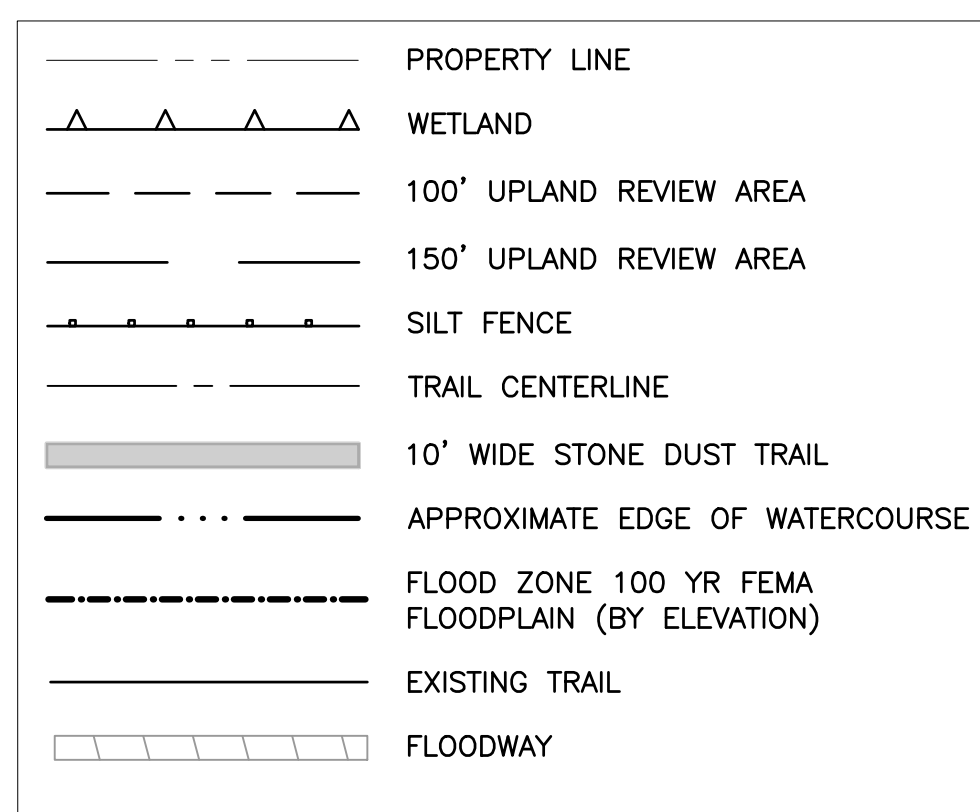 PROPERTY LINE
WETLAND
100' UPLAND REVIEW AREA
150' UPLAND REVIEW AREA
SILT FENCE
TRAIL CENTERLINE
10' WIDE STONE DUST TRAIL
APPROXIMATE EDGE OF WATERCOURSE
FLOOD ZONE 100 YR FEMA
FLOODPLAIN (BY ELEVATION)
EXISTING TRAIL
FLOODWAY